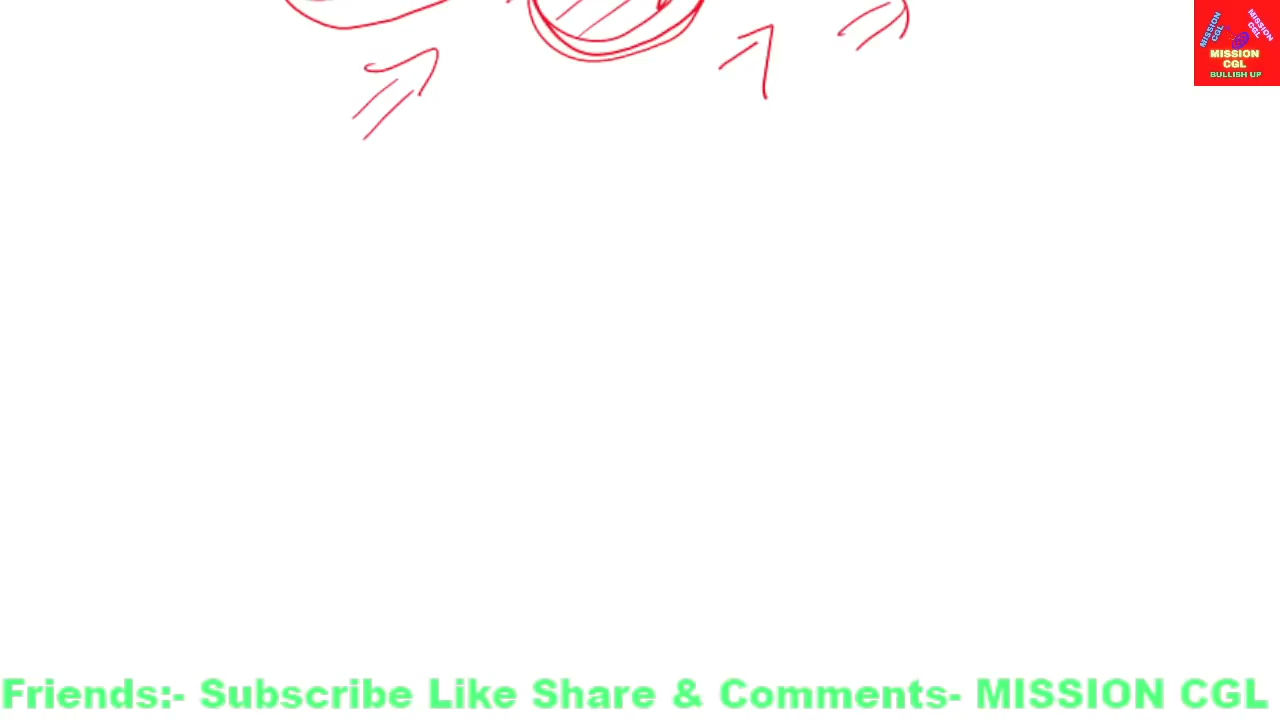 MISSION
CGL
MISSION
CGL
MISSION
CGL
BULLISH UP
Friends:- Subscribe Like Share & Comments- MISSION CGL